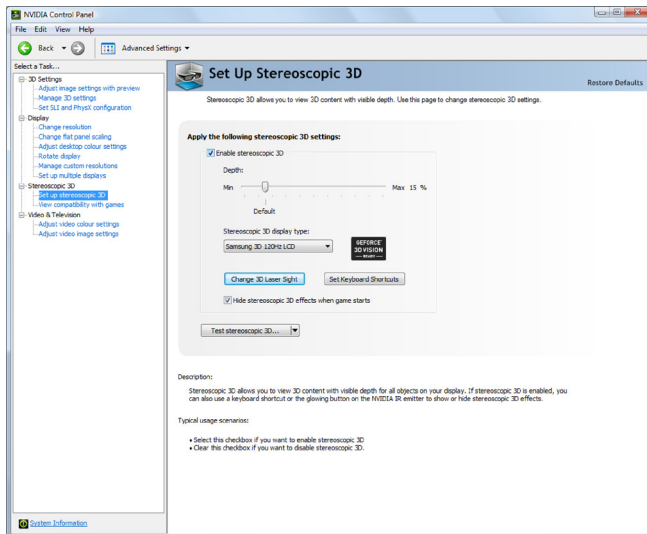 NVIDIA Control Panel
File Edit View Help
Back Advanced Settings
Select a Task...
3D Settings
Adjust image settings with preview
Manage 3D settings
Set SLI and PhysX configuration
Display
Change resolution
Change flat panel scaling
Adjust desktop colour settings
Rotate display
Manage custom resolutions
Set up multiple displays
Stereoscopic 3D
Set up stereoscopic 3D
View compatibility with games
Video & Television
Adjust video colour settings
Adjust video image settings
System Information
Set Up Stereoscopic 3D
Restore Defaults
Stereoscopic 3D allows you to view 3D content with visible depth. Use this page to change stereoscopic 3D settings.
Apply the following stereoscopic 3D settings:
Enable stereoscopic 3D
Depth:
Min Max 15 %
Default
Stereoscopic 3D display type:
Samsung 3D 120Hz LCD
GEFORCE
3D VISION
READY
Change 3D Laser Sight Set Keyboard Shortcuts
Hide stereoscopic 3D effects when game starts
Test stereoscopic 3D...
Description:
Stereoscopic 3D allows you to view 3D content with visible depth for all objects on your display. If stereoscopic 3D is enabled, you
can also use a keyboard shortcut or the glowing button on the NVIDIA IR emitter to show or hide stereoscopic 3D effects.
Typical usage scenarios:
• Select this checkbox if you want to enable stereoscopic 3D
• Clear this checkbox if you want to disable stereoscopic 3D.